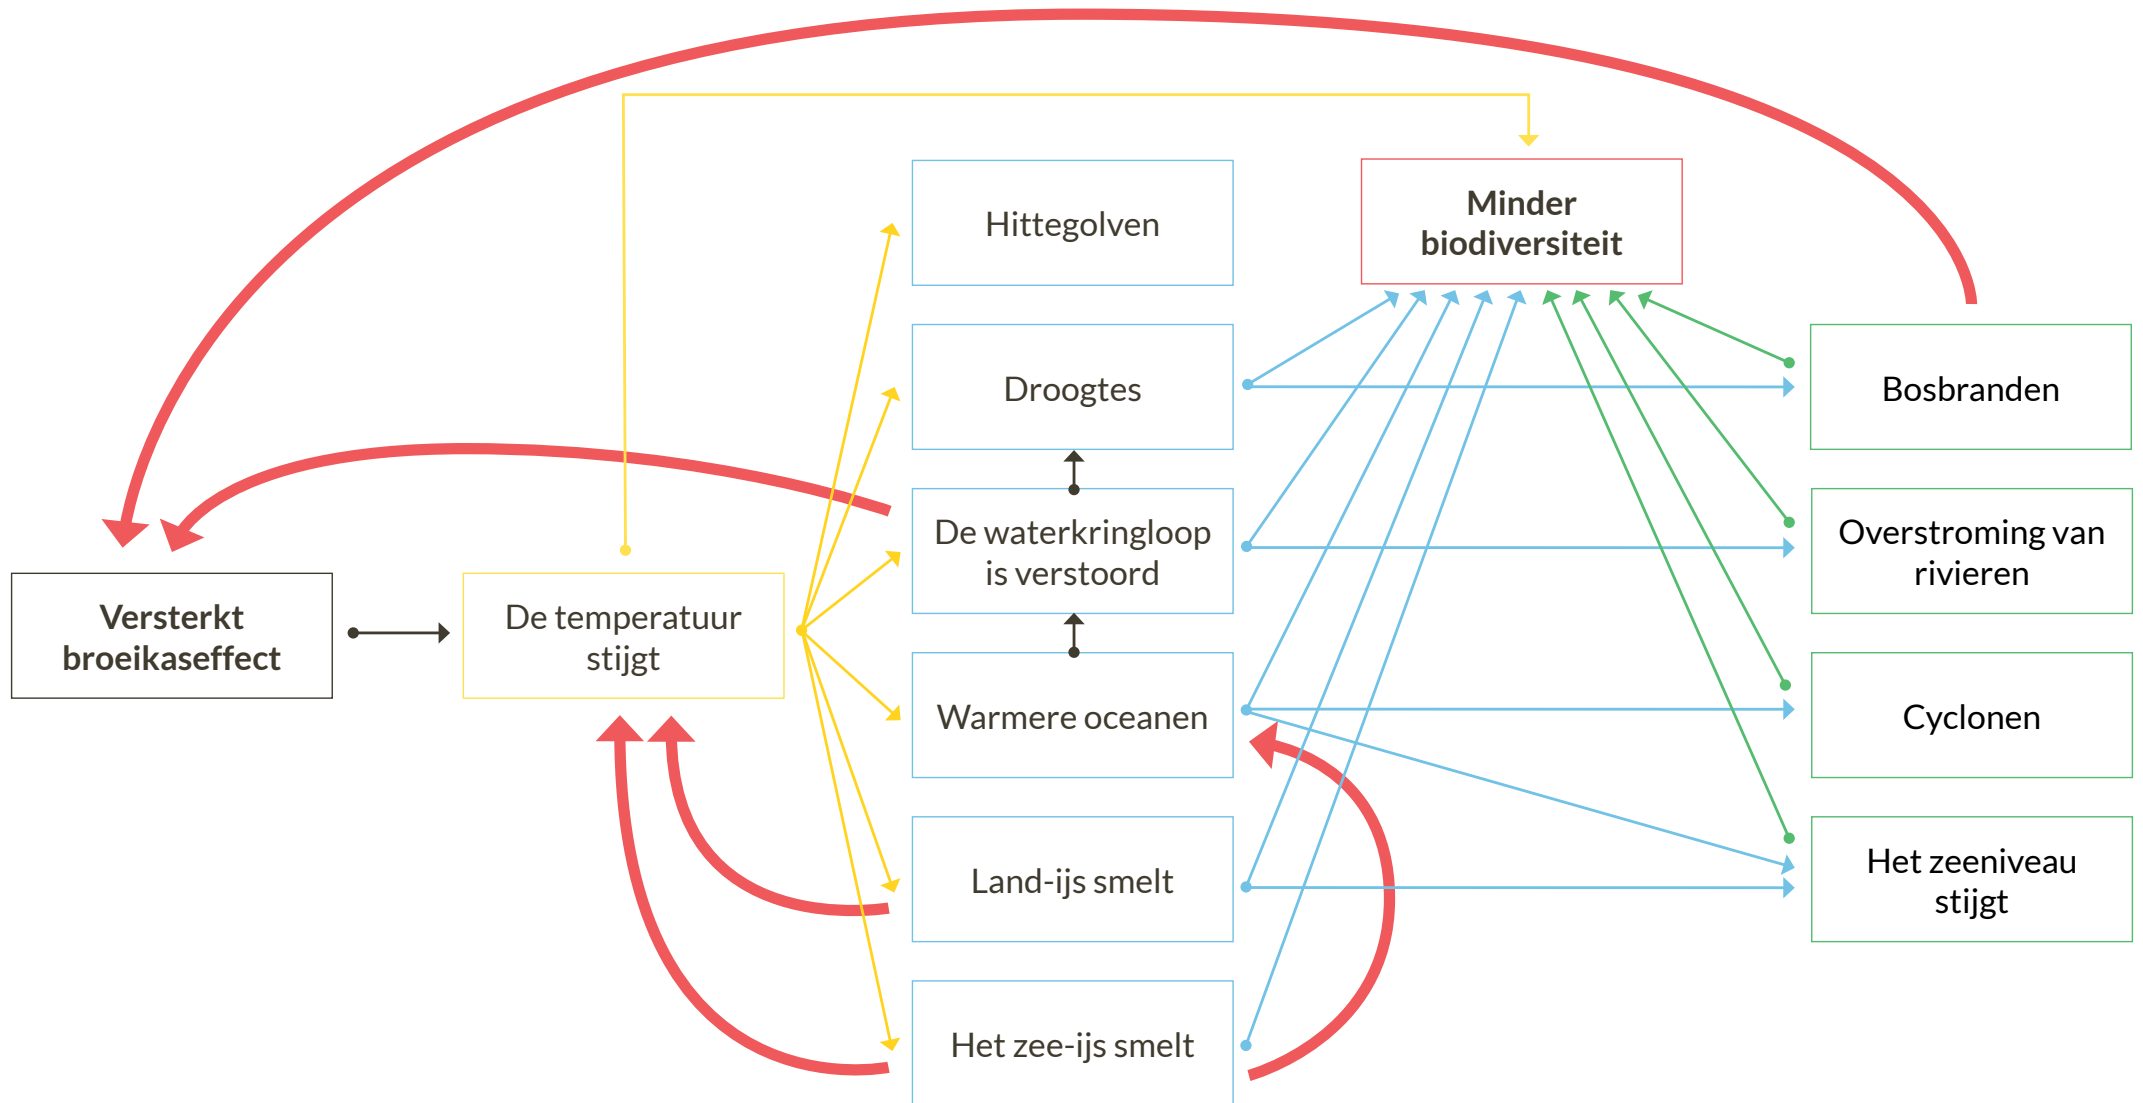 Hittegolven
Minder
biodiversiteit
Droogtes
Bosbranden
De waterkringloop
is verstoord
Overstroming van
rivieren
Versterkt
broeikaseffect
De temperatuur
stijgt
Warmere oceanen
Cyclonen
Land-ijs smelt
Het zeeniveau
stijgt
Het zee-ijs smelt